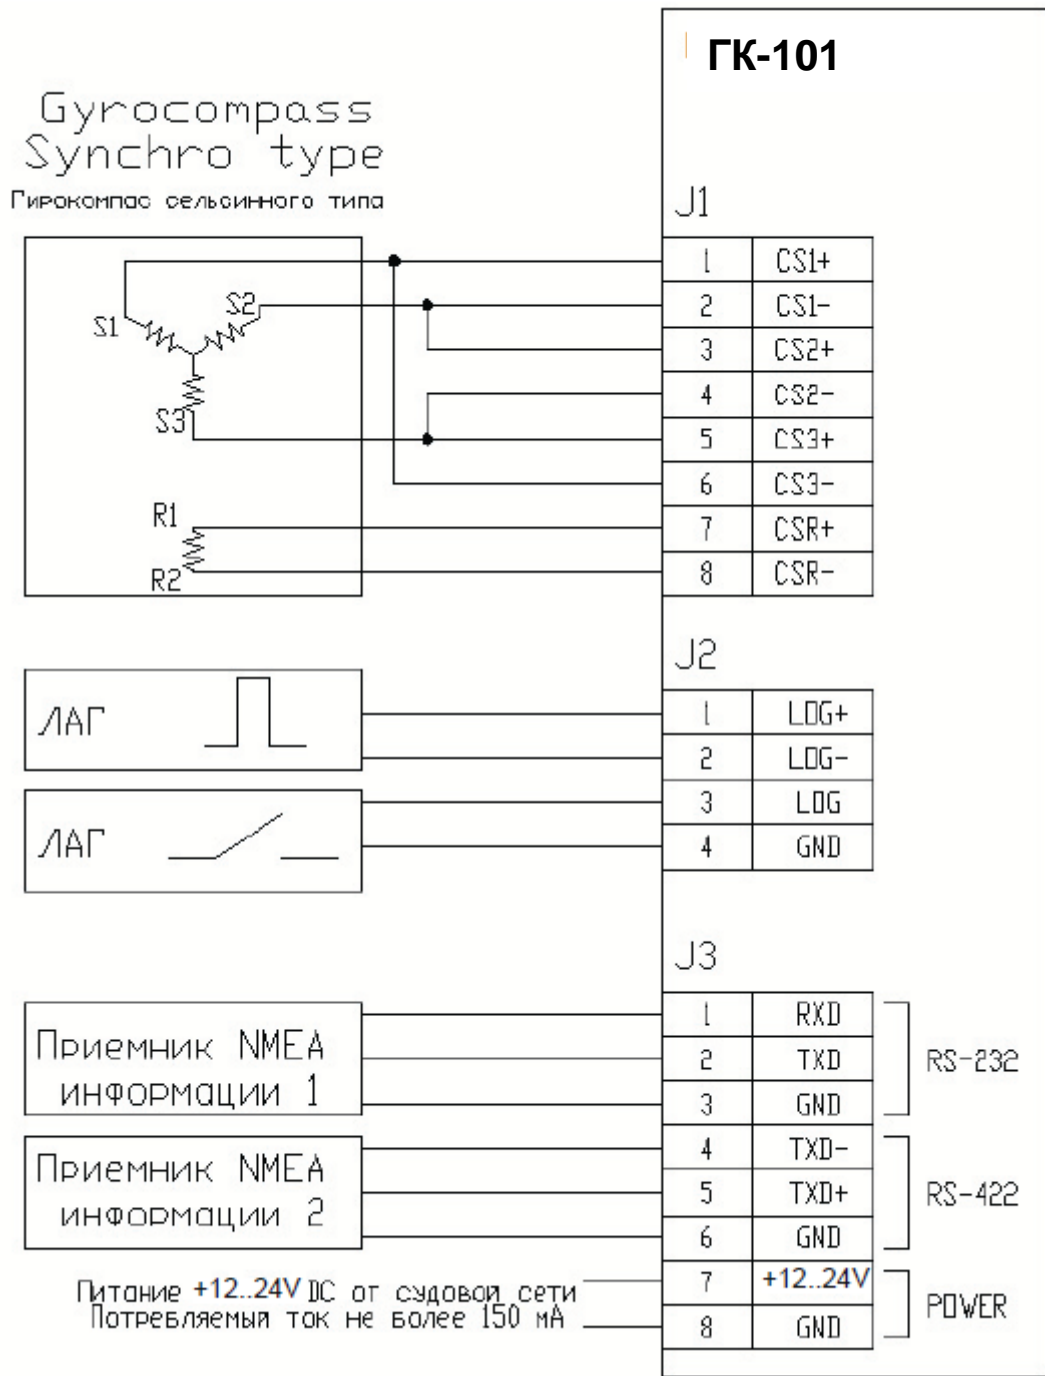 ГК-101
Gyrocompass
Synchro type
Гирокомпас сельсинного типа
J1
1 CS1+
2 CS1-
3 CS2+
4 CS2-
5 CS3+
6 CS3-
7 CSR+
8 CSR-
S1
S2
S3
R1
R2
J2
ЛАГ
1 LOG+
2 LOG-
ЛАГ
3 LOG
4 GND
J3
Приемник NMEA
информации 1
1 RXD
2 TXD
3 GND
RS-232
Приемник NMEA
информации 2
4 TXD-
5 TXD+
6 GND
RS-422
Питание +12..24V DC от судовой сети
Потребляемый ток не более 150 мА
7 +12..24V
8 GND
POWER